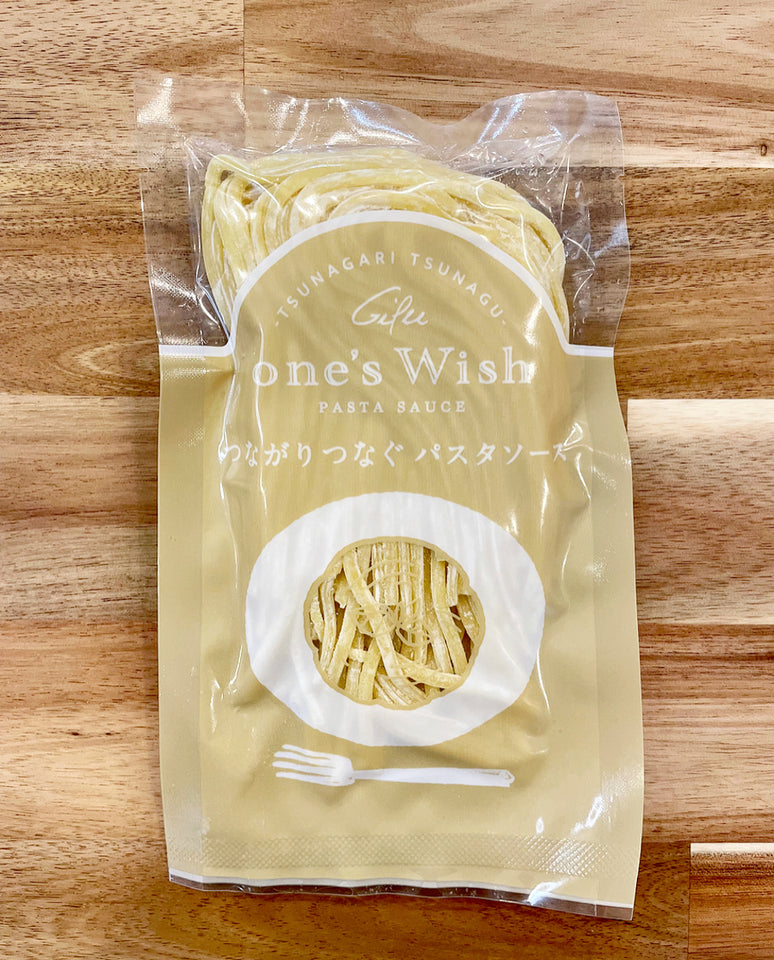 -TSUNAGARI TSUNAGU-
one's Wish
PASTA SAUCE
つながりつなぐ パスタソース